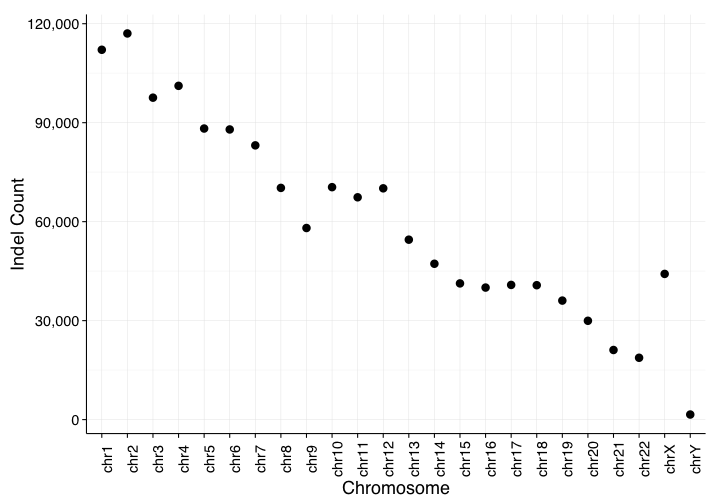 120,000
90,000
60,000
30,000
0
Indel Count
chr1 chr2 chr3 chr4 chr5 chr6 chr7 chr8 chr9 chr10 chr11 chr12 chr13 chr14 chr15 chr16 chr17 chr18 chr19 chr20 chr21 chr22 chrX chrY
Chromosome